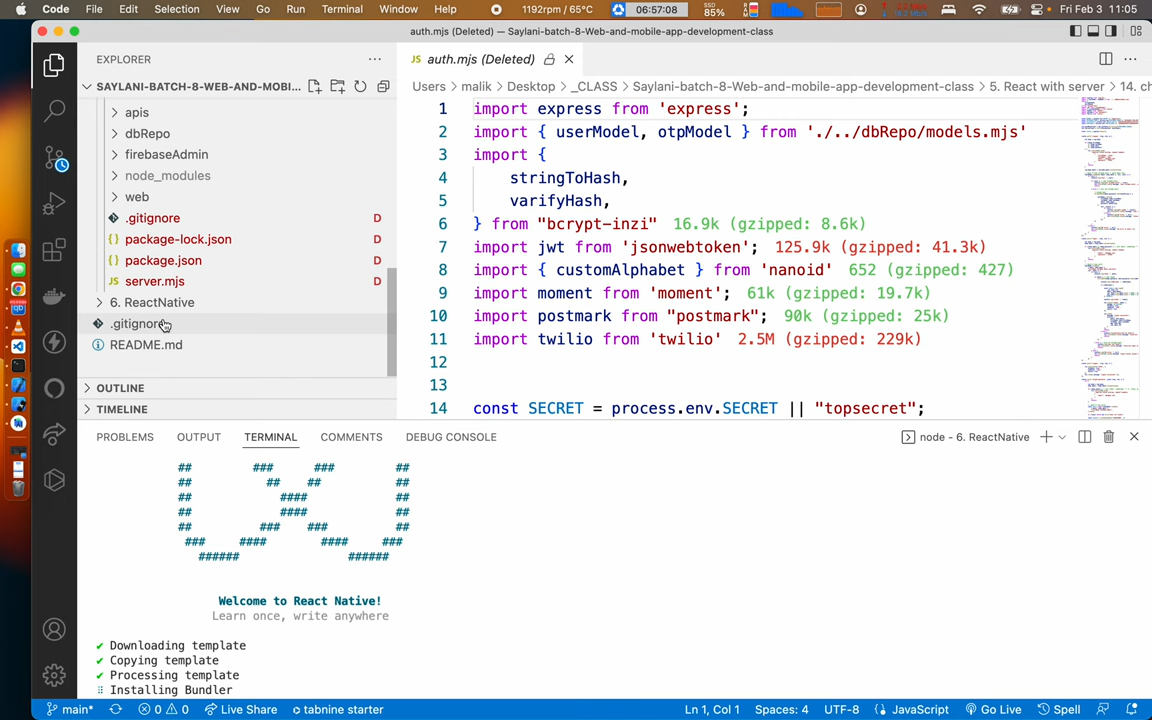 Code File Edit Selection View Go Run Terminal Window Help 1192rpm / 65°C 06:57:08 SSD 85% Fri Feb 3 11:05
auth.mjs (Deleted) — Saylani-batch-8-Web-and-mobile-app-development-class
EXPLORER
SAYLANI-BATCH-8-WEB-AND-MOBI...
apis
dbRepo
firebaseAdmin
node_modules
web
.gitignore D
package-lock.json D
package.json D
server.mjs D
6. ReactNative
.gitignore
README.md
OUTLINE
TIMELINE
JS auth.mjs (Deleted)
Users > malik > Desktop > _CLASS > Saylani-batch-8-Web-and-mobile-app-development-class > 5. React with server > 14. ch
1 import express from 'express';
2 import { userModel, otpModel } from './../dbRepo/models.mjs'
3 import {
4 stringToHash,
5 varifyHash,
6 } from "bcrypt-inzi" 16.9k (gzipped: 8.6k)
7 import jwt from 'jsonwebtoken'; 125.9k (gzipped: 41.3k)
8 import { customAlphabet } from 'nanoid' 652 (gzipped: 427)
9 import moment from 'moment'; 61k (gzipped: 19.7k)
10 import postmark from "postmark"; 90k (gzipped: 25k)
11 import twilio from 'twilio' 2.5M (gzipped: 229k)
12
13
14 const SECRET = process.env.SECRET || "topsecret";
PROBLEMS OUTPUT TERMINAL COMMENTS DEBUG CONSOLE node - 6. ReactNative
## ### ### ##
## ## ## ##
## #### ##
## #### ##
## ### ### ##
### #### #### ###
###### ######
Welcome to React Native!
Learn once, write anywhere
✔ Downloading template
✔ Copying template
✔ Processing template
⠸ Installing Bundler
main* 0 0 Live Share tabnine starter Ln 1, Col 1 Spaces: 4 UTF-8 JavaScript Go Live Spell